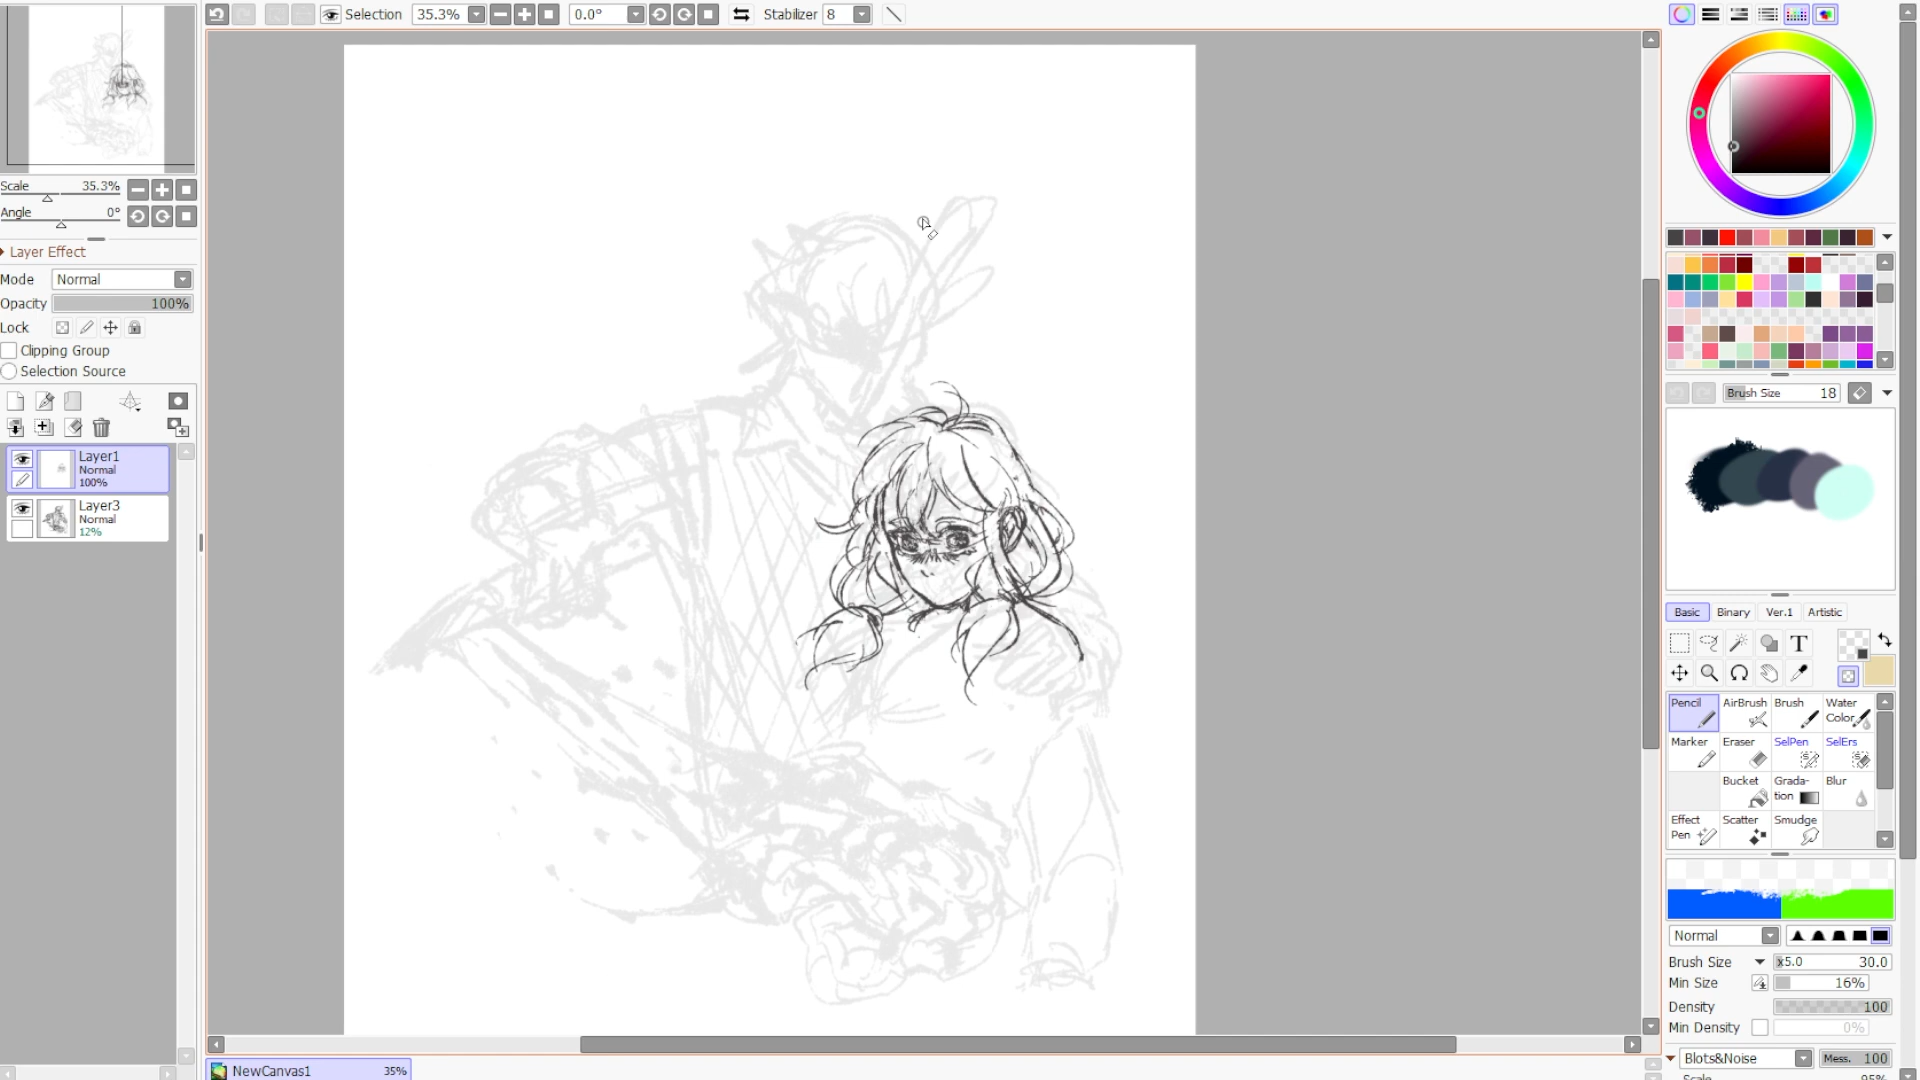 Selection 35.3% 0.0° Stabilizer 8
Scale 35.3%
Angle 0°
Layer Effect
Mode Normal
Opacity 100%
Lock
Clipping Group
Selection Source
Layer1
Normal
100%
Layer3
Normal
12%
NewCanvas1 35%
Brush Size 18
Basic Binary Ver.1 Artistic
T
Pencil AirBrush Brush Water
Color
Marker Eraser SelPen SelErs
Bucket Grada-
tion Blur
Effect
Pen Scatter Smudge
Normal
Brush Size x5.0 30.0
Min Size 16%
Density 100
Min Density 0%
Blots&Noise Mess. 100
Scale 95%